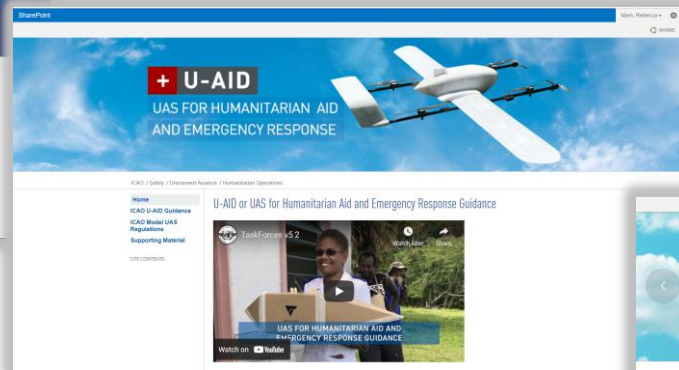 SharePoint
Vann, Rebecca
SHARE
+ U-AID
UAS FOR HUMANITARIAN AID
AND EMERGENCY RESPONSE
ICAO / Safety / Unmanned Aviation / Humanitarian Operations
Home
ICAO U-AID Guidance
ICAO Model UAS
Regulations
Supporting Material
SITE CONTENTS
U-AID or UAS for Humanitarian Aid and Emergency Response Guidance
TaskForces v5 2
Watch later
Share
UAS FOR HUMANITARIAN AID AND
EMERGENCY RESPONSE GUIDANCE
Watch on YouTube